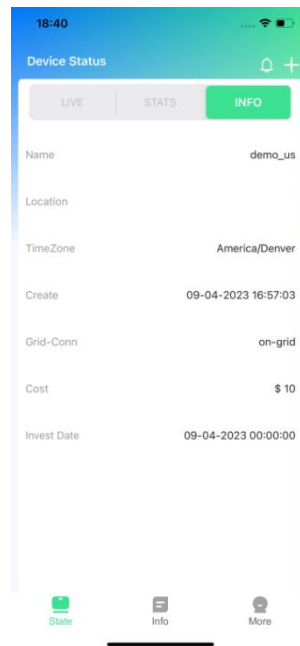 18:40
Device Status
LIVE STATS INFO
Name demo_us
Location
TimeZone America/Denver
Create 09-04-2023 16:57:03
Grid-Conn on-grid
Cost $ 10
Invest Date 09-04-2023 00:00:00
State Info More